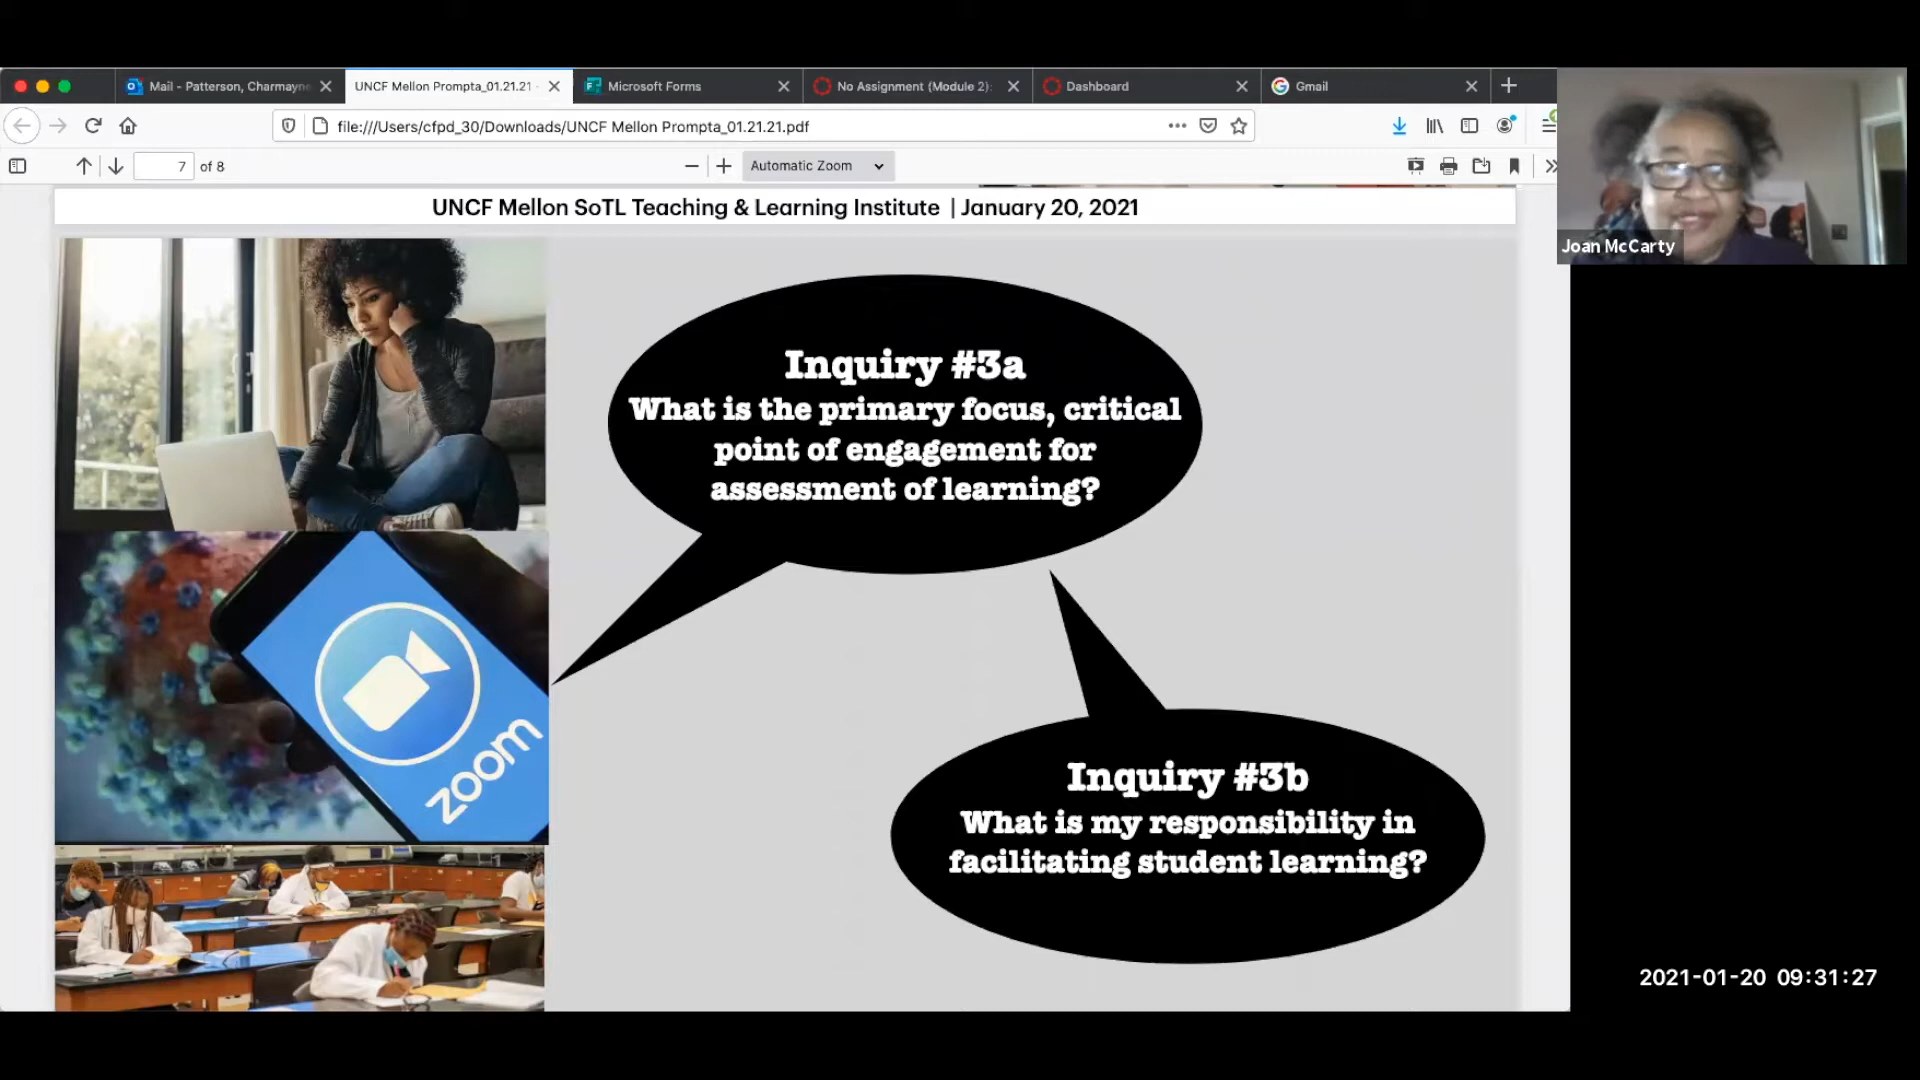 Mail - Patterson, Charmayne
UNCF Mellon Prompta_01.21.21
Microsoft Forms
No Assignment (Module 2):
Dashboard
Gmail
file:///Users/cfpd_30/Downloads/UNCF Mellon Prompta_01.21.21.pdf
7 of 8
Automatic Zoom
UNCF Mellon SoTL Teaching & Learning Institute | January 20, 2021
Joan McCarty
Inquiry #3a
What is the primary focus, critical
point of engagement for
assessment of learning?
zoom
Inquiry #3b
What is my responsibility in
facilitating student learning?
2021-01-20 09:31:27